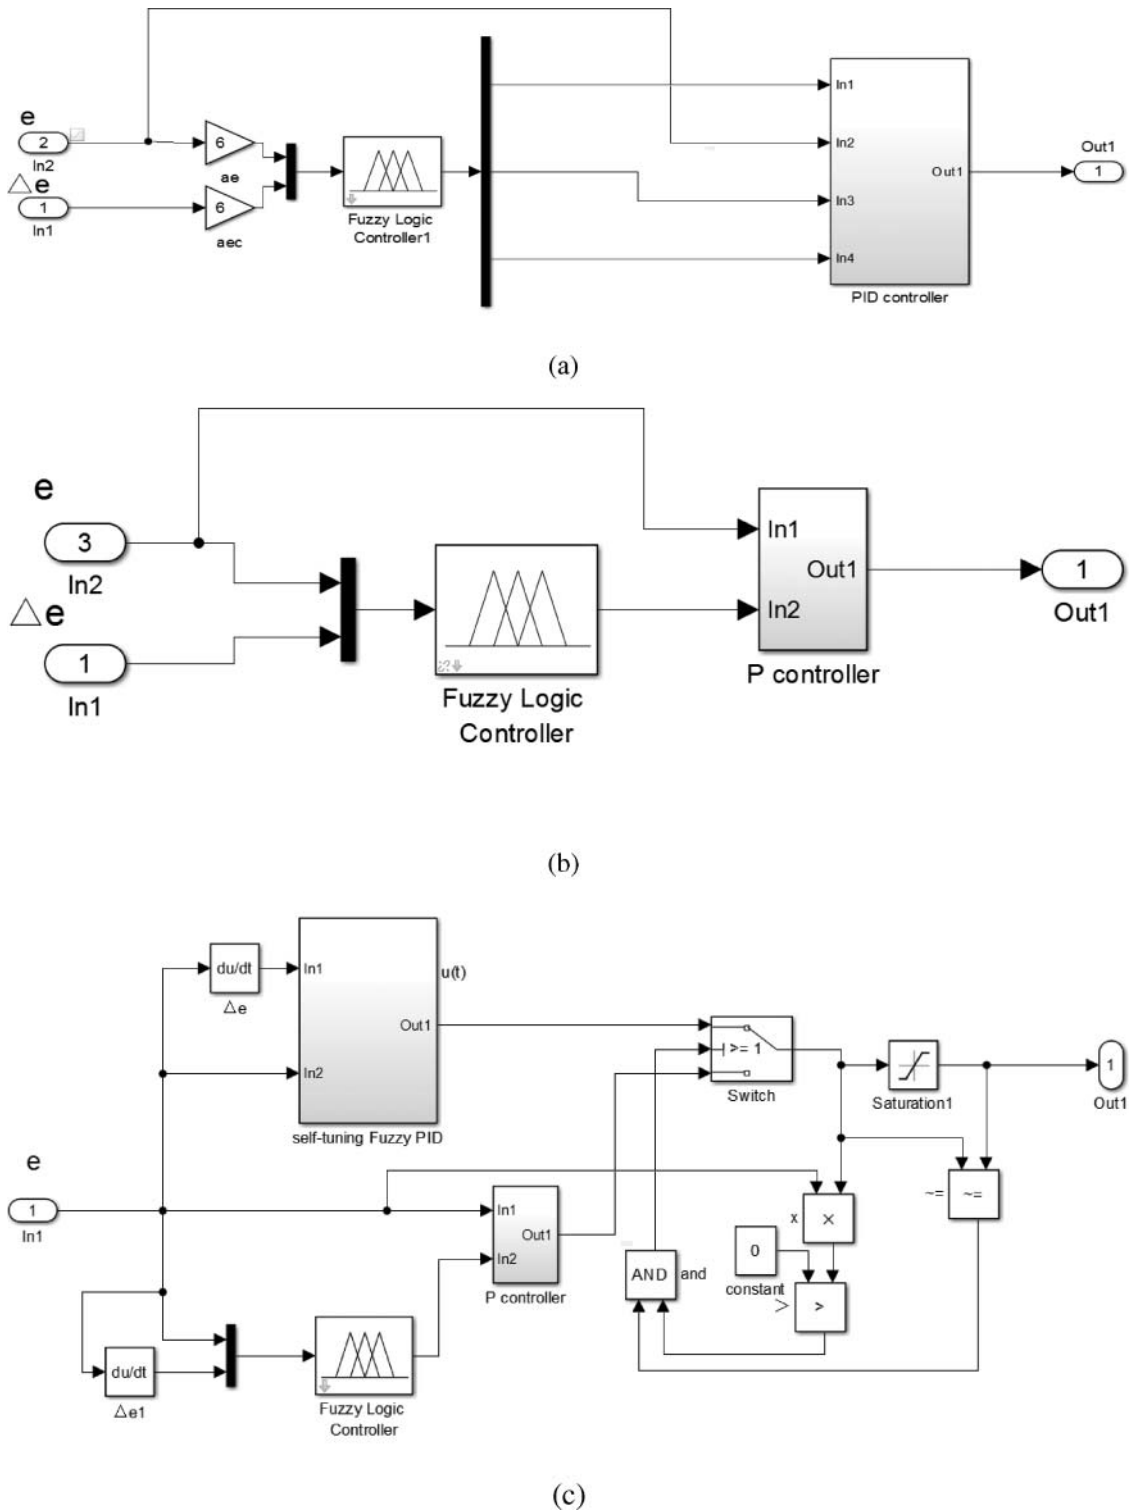 e
2
In2
6
ae
△e
1
In1
6
aec
Fuzzy Logic
Controller1
In1
In2
In3
In4
Out1
PID controller
Out1
1
(a)
e
3
In2
△e
1
In1
Fuzzy Logic
Controller
In1
In2
Out1
P controller
1
Out1
(b)
du/dt
△e
In1
In2
Out1
self-tuning Fuzzy PID
u(t)
>= 1
Switch
Saturation1
1
Out1
e
1
In1
In1
In2
Out1
P controller
x
×
~=
~=
0
constant
>
>
AND
and
du/dt
△e1
Fuzzy Logic
Controller
(c)